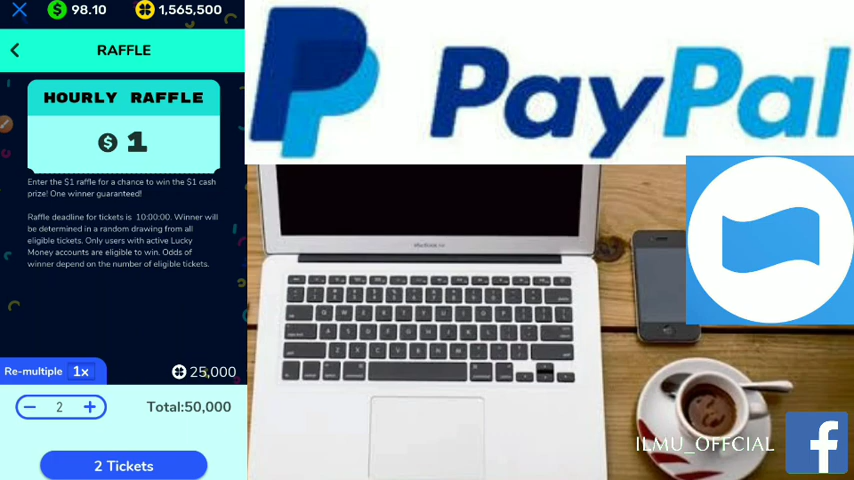 98.10
1,565,500
RAFFLE
HOURLY RAFFLE
$ 1
Enter the $1 raffle for a chance to win the $1 cash
prize! One winner guaranteed!
Raffle deadline for tickets is 10:00:00. Winner will
be determined in a random drawing from all
eligible tickets. Only users with active Lucky
Money accounts are eligible to win. Odds of
winner depend on the number of eligible tickets.
Re-multiple 1x
25,000
2
Total:50,000
2 Tickets
PayPal
ILMU_OFFCIAL